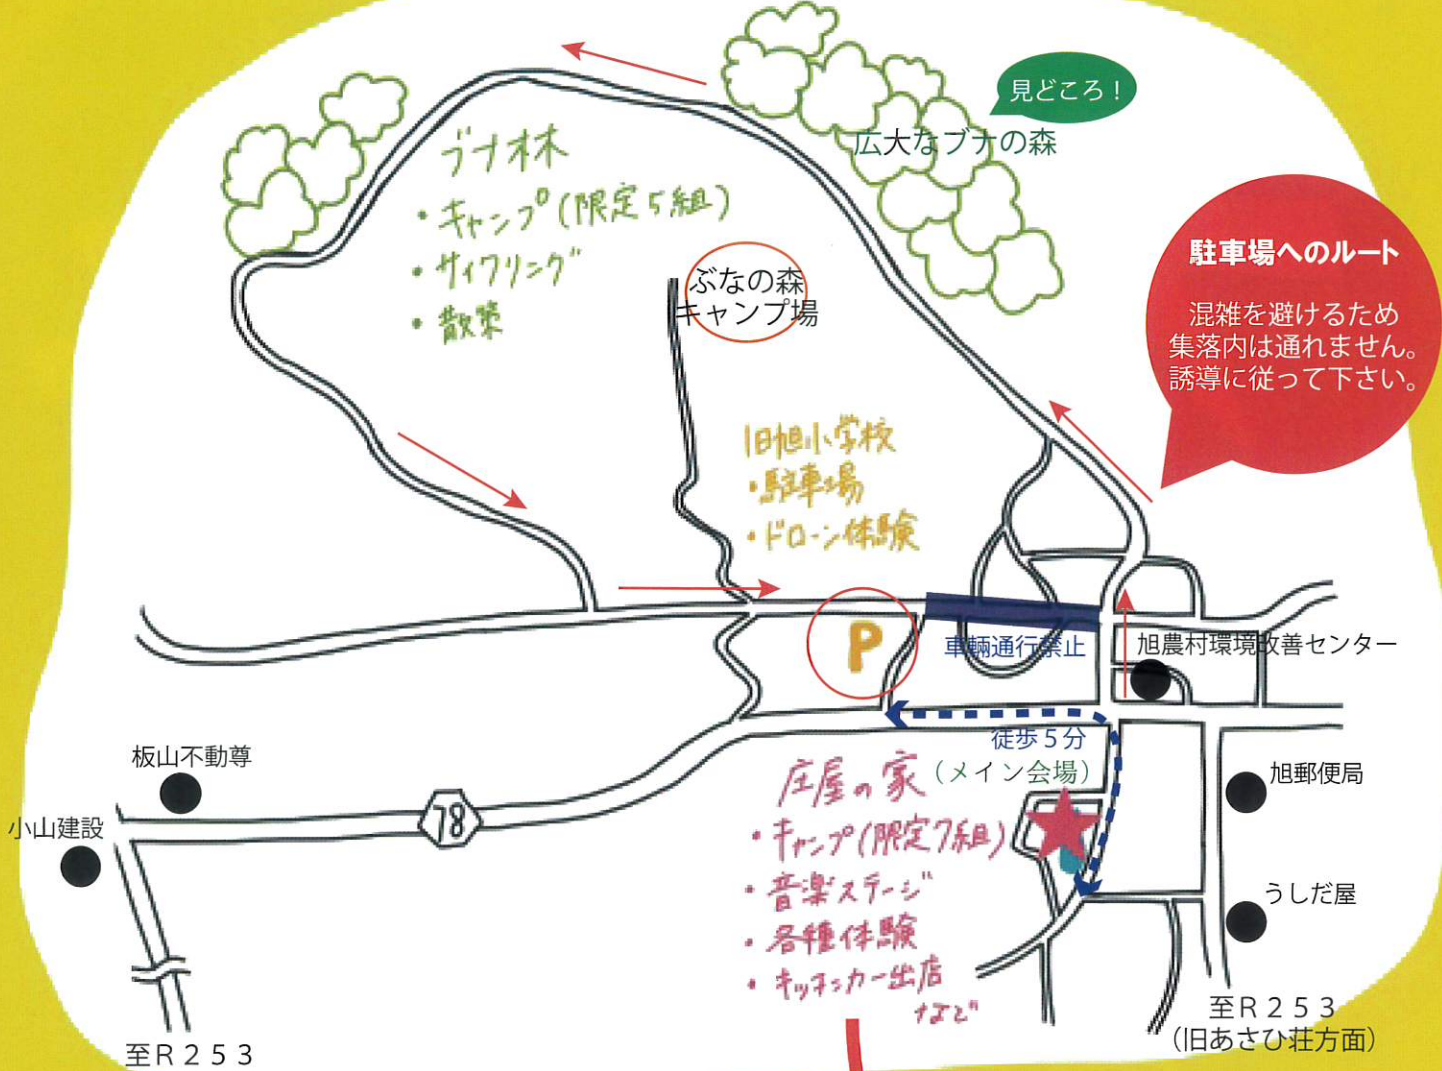 見どころ！
広大なブナの森
ブナ林
・キャンプ(限定5組)
・サイクリング
・散策
ぶなの森
キャンプ場
駐車場へのルート
混雑を避けるため
集落内は通れません。
誘導に従って下さい。
旧旭小学校
・駐車場
・ドローン体験
P
車輌通行禁止
旭農村環境改善センター
徒歩５分
板山不動尊
小山建設
78
庄屋の家
（メイン会場）
・キャンプ(限定7組)
・音楽ステージ
・各種体験
・キッチンカー出店
など
旭郵便局
うしだ屋
至Ｒ２５３
(旧あさひ荘方面)
至Ｒ２５３